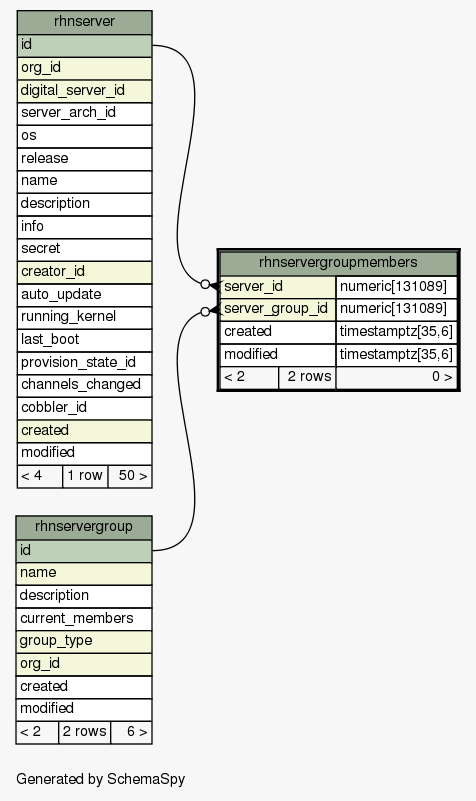 rhnserver
id
org_id
digital_server_id
server_arch_id
os
release
name
description
info
secret
creator_id
auto_update
running_kernel
last_boot
provision_state_id
channels_changed
cobbler_id
created
modified
< 4 1 row 50 >
rhnservergroupmembers
server_id numeric[131089]
server_group_id numeric[131089]
created timestamptz[35,6]
modified timestamptz[35,6]
< 2 2 rows 0 >
rhnservergroup
id
name
description
current_members
group_type
org_id
created
modified
< 2 2 rows 6 >
Generated by SchemaSpy